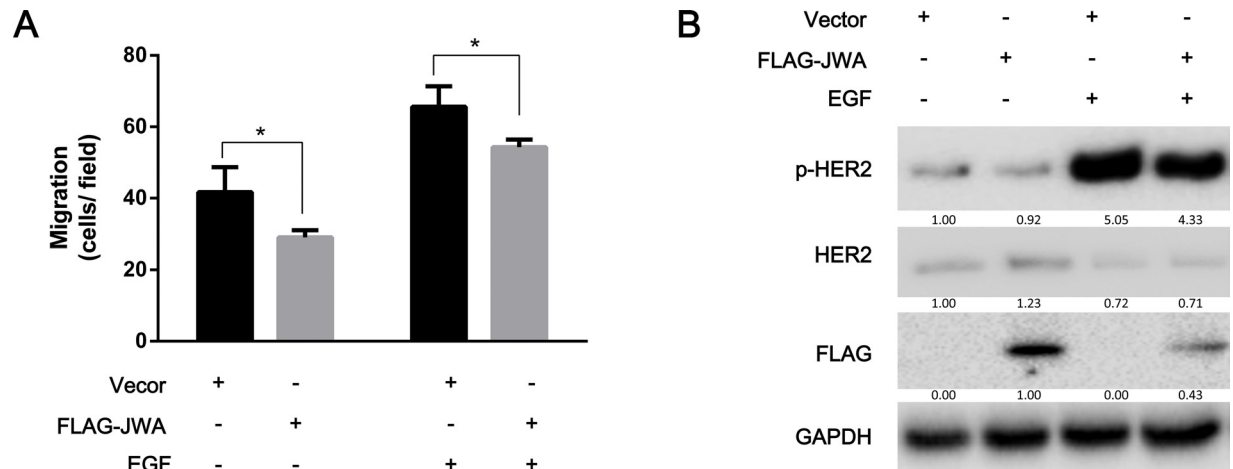 A
Migration
(cells/ field)
80
60
40
20
0
*
*
Vecor + - + -
FLAG-JWA - + - +
EGF - - + +
B
Vector + - + -
FLAG-JWA - + - +
EGF - - + +
p-HER2
1.00 0.92 5.05 4.33
HER2
1.00 1.23 0.72 0.71
FLAG
0.00 1.00 0.00 0.43
GAPDH